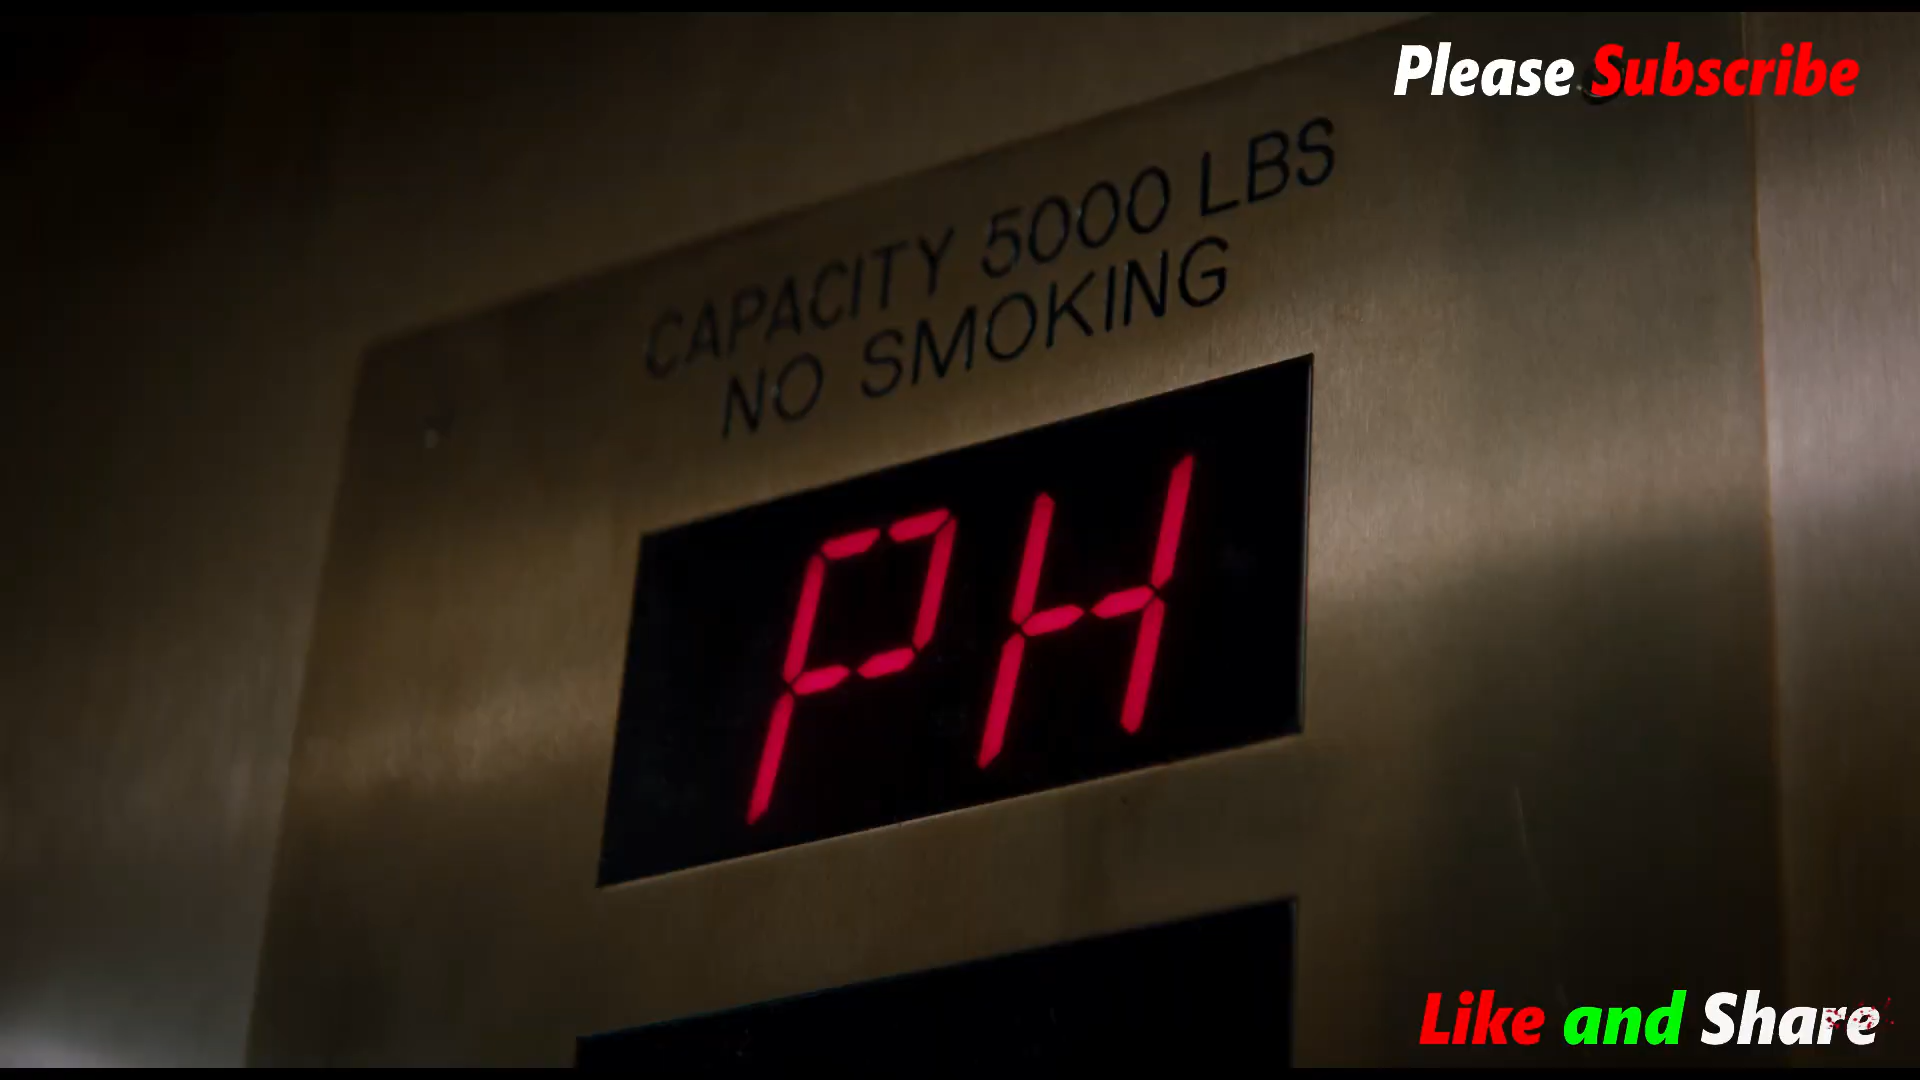 Please Subscribe
CAPACITY 5000 LBS
NO SMOKING
PH
Like and Share